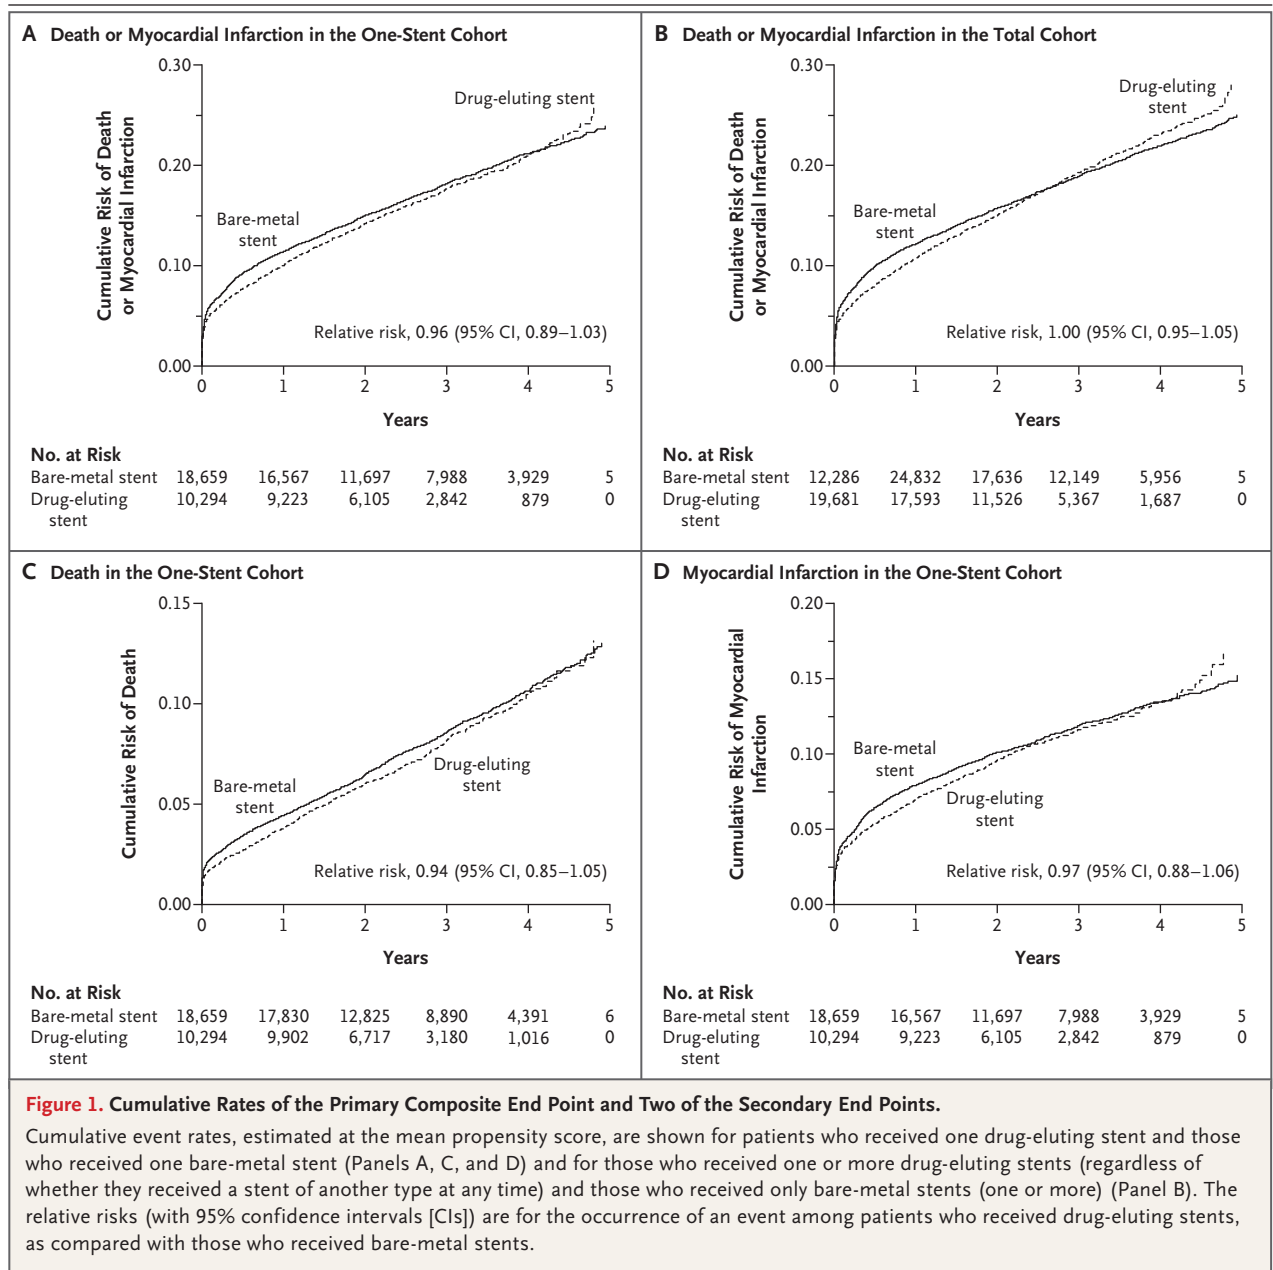 A Death or Myocardial Infarction in the One-Stent Cohort
0.30
0.20
0.10
0.00
Cumulative Risk of Death
or Myocardial Infarction
Drug-eluting stent
Bare-metal
stent
Relative risk, 0.96 (95% CI, 0.89–1.03)
0 1 2 3 4 5
Years
No. at Risk
Bare-metal stent 18,659 16,567 11,697 7,988 3,929 5
Drug-eluting 10,294 9,223 6,105 2,842 879 0
stent
B Death or Myocardial Infarction in the Total Cohort
0.30
0.20
0.10
0.00
Cumulative Risk of Death
or Myocardial Infarction
Drug-eluting
stent
Bare-metal
stent
Relative risk, 1.00 (95% CI, 0.95–1.05)
0 1 2 3 4 5
Years
No. at Risk
Bare-metal stent 12,286 24,832 17,636 12,149 5,956 5
Drug-eluting 19,681 17,593 11,526 5,367 1,687 0
stent
C Death in the One-Stent Cohort
0.15
0.10
0.05
0.00
Cumulative Risk of Death
Bare-metal
stent
Drug-eluting
stent
Relative risk, 0.94 (95% CI, 0.85–1.05)
0 1 2 3 4 5
Years
No. at Risk
Bare-metal stent 18,659 17,830 12,825 8,890 4,391 6
Drug-eluting 10,294 9,902 6,717 3,180 1,016 0
stent
D Myocardial Infarction in the One-Stent Cohort
0.20
0.15
0.10
0.05
0.00
Cumulative Risk of Myocardial
Infarction
Bare-metal
stent
Drug-eluting
stent
Relative risk, 0.97 (95% CI, 0.88–1.06)
0 1 2 3 4 5
Years
No. at Risk
Bare-metal stent 18,659 16,567 11,697 7,988 3,929 5
Drug-eluting 10,294 9,223 6,105 2,842 879 0
stent
Figure 1. Cumulative Rates of the Primary Composite End Point and Two of the Secondary End Points.
Cumulative event rates, estimated at the mean propensity score, are shown for patients who received one drug-eluting stent and those
who received one bare-metal stent (Panels A, C, and D) and for those who received one or more drug-eluting stents (regardless of
whether they received a stent of another type at any time) and those who received only bare-metal stents (one or more) (Panel B). The
relative risks (with 95% confidence intervals [CIs]) are for the occurrence of an event among patients who received drug-eluting stents,
as compared with those who received bare-metal stents.